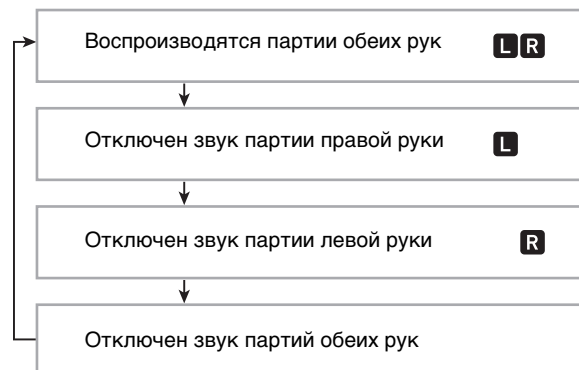 Воспроизводятся партии обеих рук L R
Отключен звук партии правой руки L
Отключен звук партии левой руки R
Отключен звук партий обеих рук